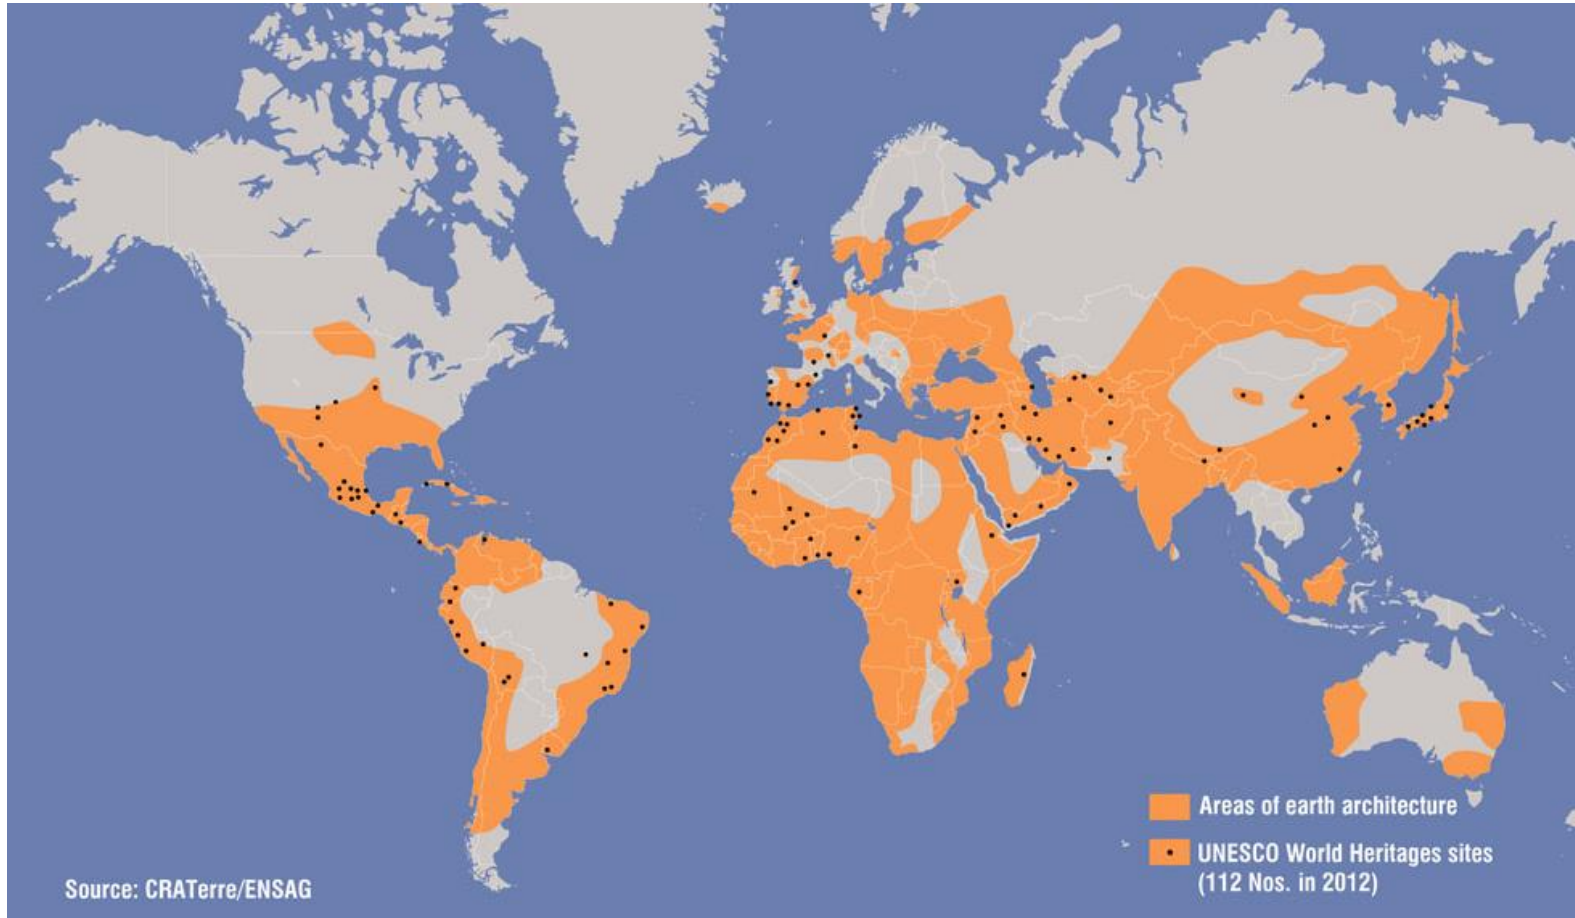 Areas of earth architecture
UNESCO World Heritages sites
(112 Nos. in 2012)
Source: CRATerre/ENSAG